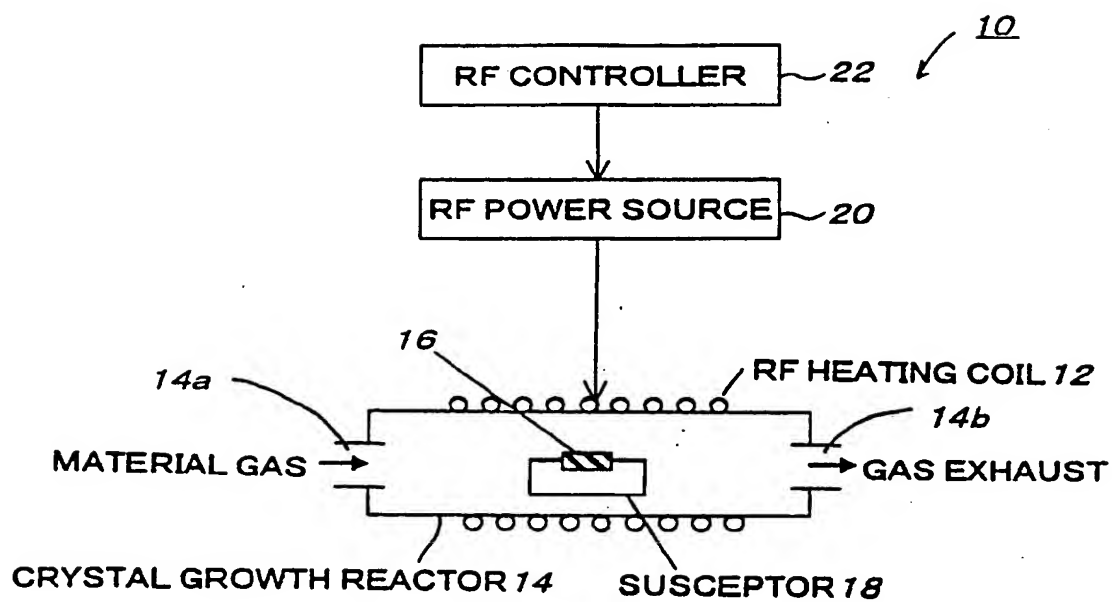 10
RF CONTROLLER 22
RF POWER SOURCE 20
16
14a
RF HEATING COIL 12
14b
MATERIAL GAS
GAS EXHAUST
CRYSTAL GROWTH REACTOR 14
SUSCEPTOR 18